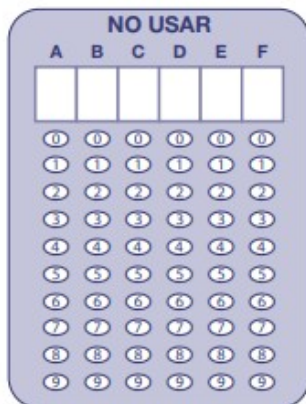 NO USAR
A B C D E F
0 0 0 0 0 0
1 1 1 1 1 1
2 2 2 2 2 2
3 3 3 3 3 3
4 4 4 4 4 4
5 5 5 5 5 5
6 6 6 6 6 6
7 7 7 7 7 7
8 8 8 8 8 8
9 9 9 9 9 9